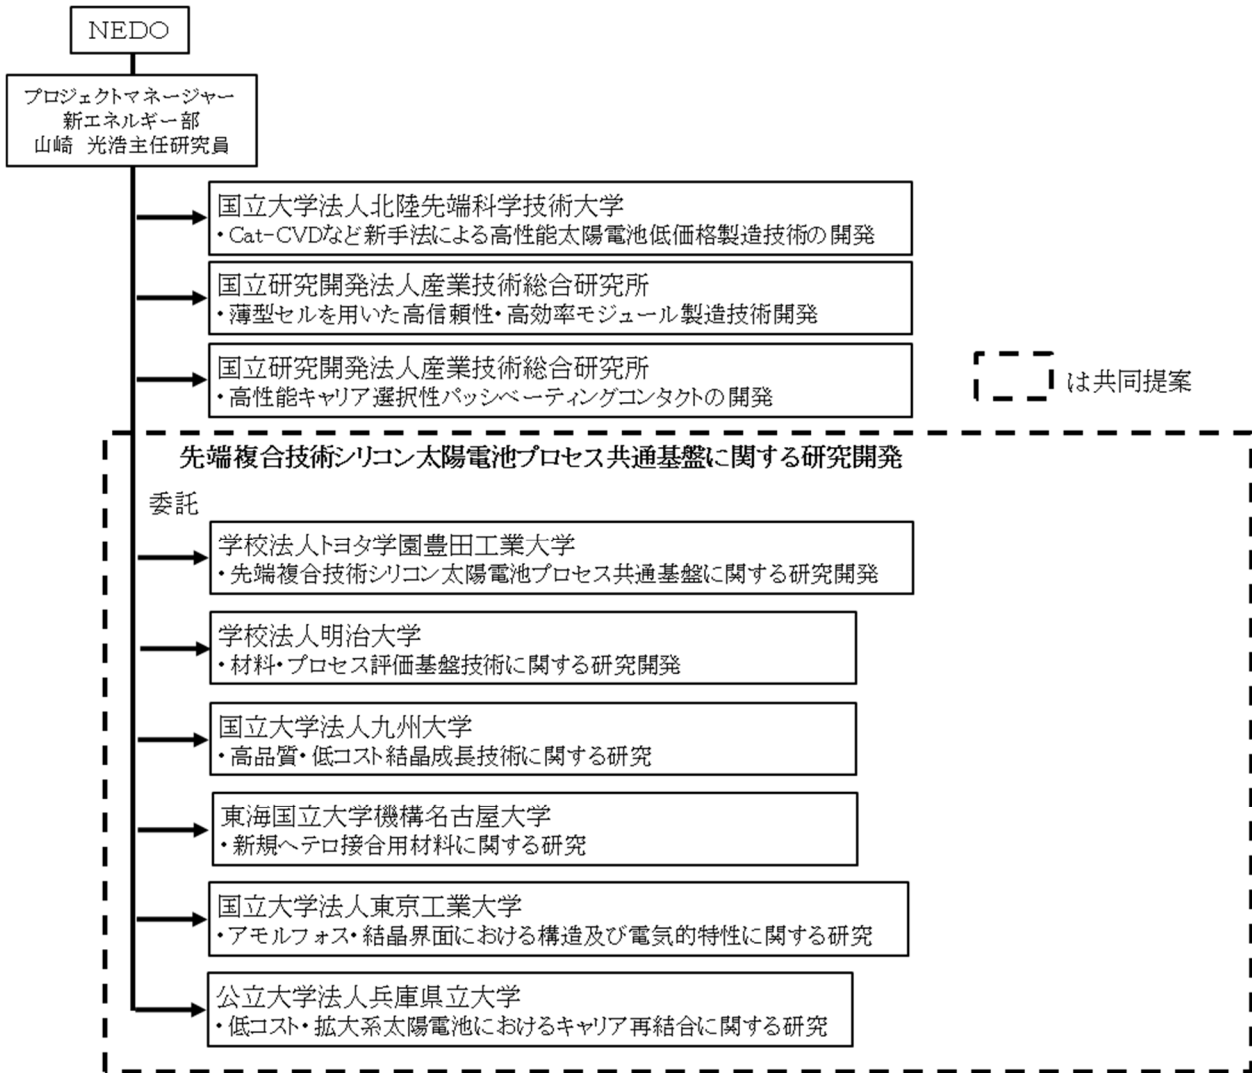 NEDO
プロジェクトマネージャー
新エネルギー部
山崎 光浩主任研究員
国立大学法人北陸先端科学技術大学
・Cat-CVDなど新手法による高性能太陽電池低価格製造技術の開発
国立研究開発法人産業技術総合研究所
・薄型セルを用いた高信頼性・高効率モジュール製造技術開発
国立研究開発法人産業技術総合研究所
・高性能キャリア選択性パッシベーティングコンタクトの開発
は共同提案
先端複合技術シリコン太陽電池プロセス共通基盤に関する研究開発
委託
学校法人トヨタ学園豊田工業大学
・先端複合技術シリコン太陽電池プロセス共通基盤に関する研究開発
学校法人明治大学
・材料・プロセス評価基盤技術に関する研究開発
国立大学法人九州大学
・高品質・低コスト結晶成長技術に関する研究
東海国立大学機構名古屋大学
・新規ヘテロ接合用材料に関する研究
国立大学法人東京工業大学
・アモルフォス・結晶界面における構造及び電気的特性に関する研究
公立大学法人兵庫県立大学
・低コスト・拡大系太陽電池におけるキャリア再結合に関する研究